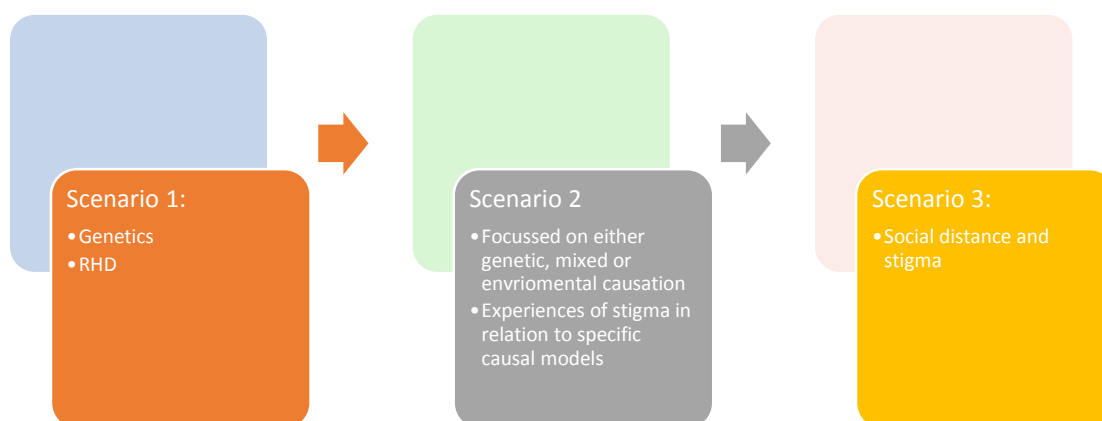 Scenario 1:
•Genetics
•RHD
Scenario 2
•Focussed on either
genetic, mixed or
envriomental causation
•Experiences of stigma in
relation to specific
causal models
Scenario 3:
•Social distance and
stigma